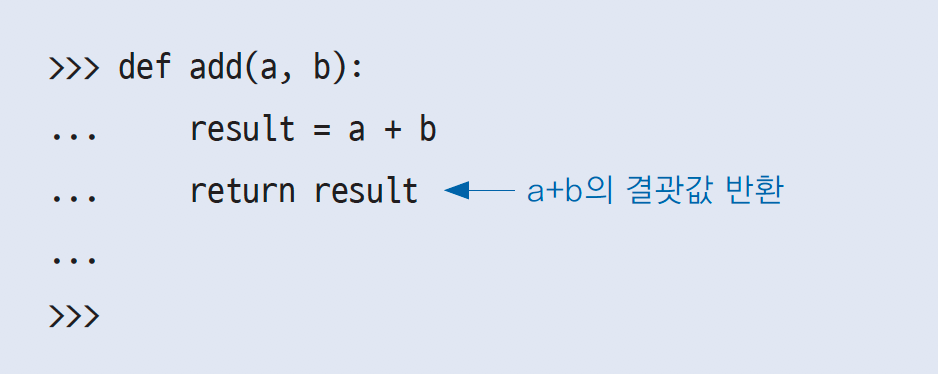 >>> def add(a, b):
...     result = a + b
...     return result a+b의 결괏값 반환
...
>>>